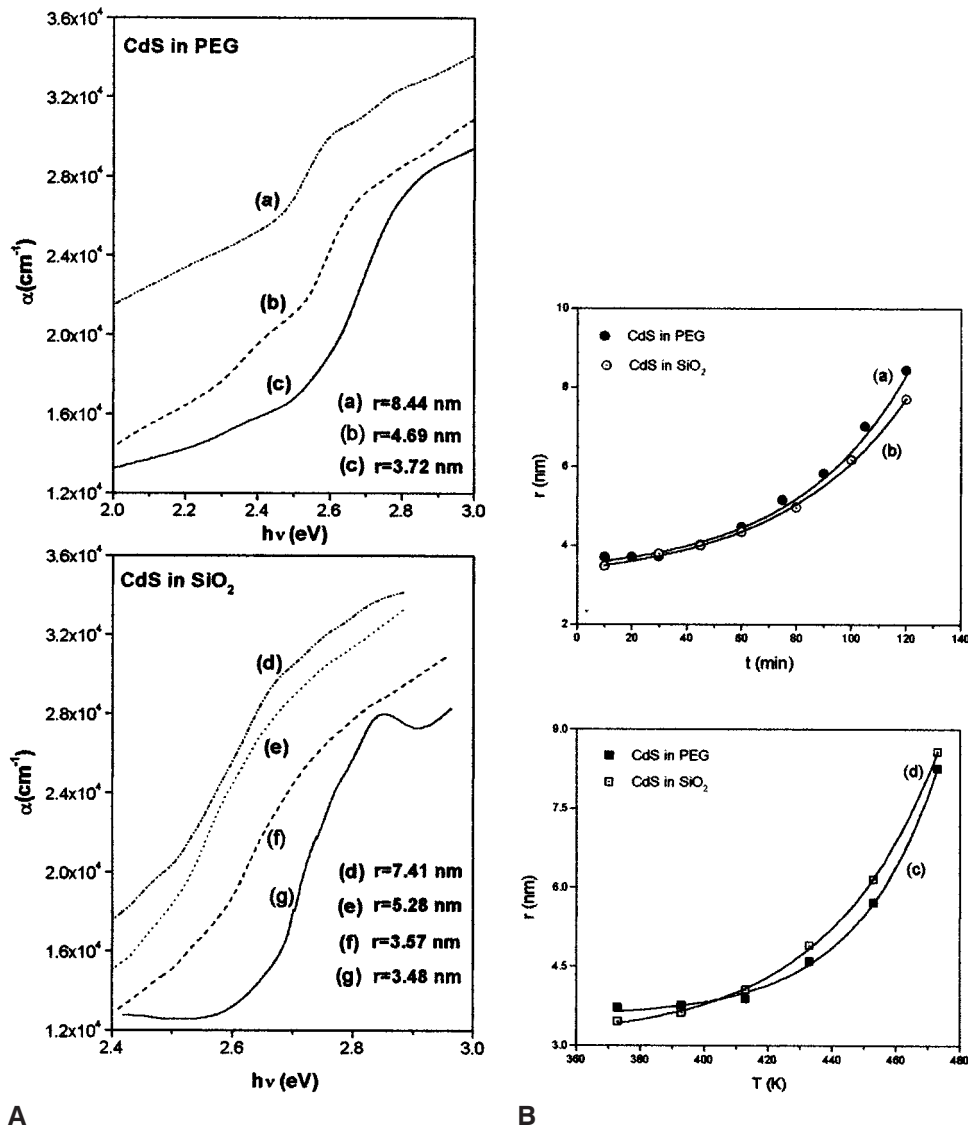 CdS in PEG
3.6x10⁴
3.2x10⁴
2.8x10⁴
2.4x10⁴
2.0x10⁴
1.6x10⁴
1.2x10⁴
α(cm⁻¹)
(a)
(b)
(c)
(a) r=8.44 nm
(b) r=4.69 nm
(c) r=3.72 nm
2.0 2.2 2.4 2.6 2.8 3.0
hν (eV)
CdS in SiO₂
3.6x10⁴
3.2x10⁴
2.8x10⁴
2.4x10⁴
2.0x10⁴
1.6x10⁴
1.2x10⁴
α(cm⁻¹)
(d)
(e)
(f)
(g)
(d) r=7.41 nm
(e) r=5.28 nm
(f) r=3.57 nm
(g) r=3.48 nm
2.4 2.6 2.8 3.0
hν (eV)
A
10
8
6
4
2
r (nm)
CdS in PEG
CdS in SiO₂
(a)
(b)
0 20 40 60 80 100 120 140
t (min)
9.0
7.5
6.0
4.5
3.0
r (nm)
CdS in PEG
CdS in SiO₂
(d)
(c)
360 380 400 420 440 460 480
T (K)
B